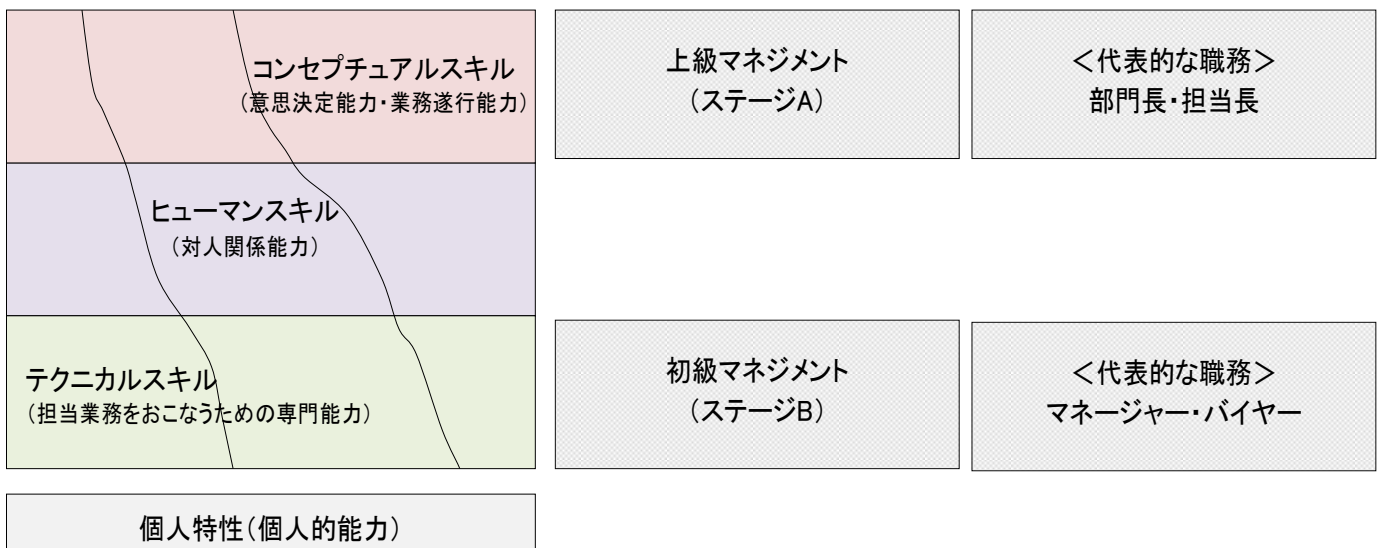 コンセプチュアルスキル
（意思決定能力・業務遂行能力）
上級マネジメント
（ステージA）
＜代表的な職務＞
部門長・担当長
ヒューマンスキル
（対人関係能力）
テクニカルスキル
（担当業務をおこなうための専門能力）
初級マネジメント
（ステージB）
＜代表的な職務＞
マネージャー・バイヤー
個人特性（個人的能力）